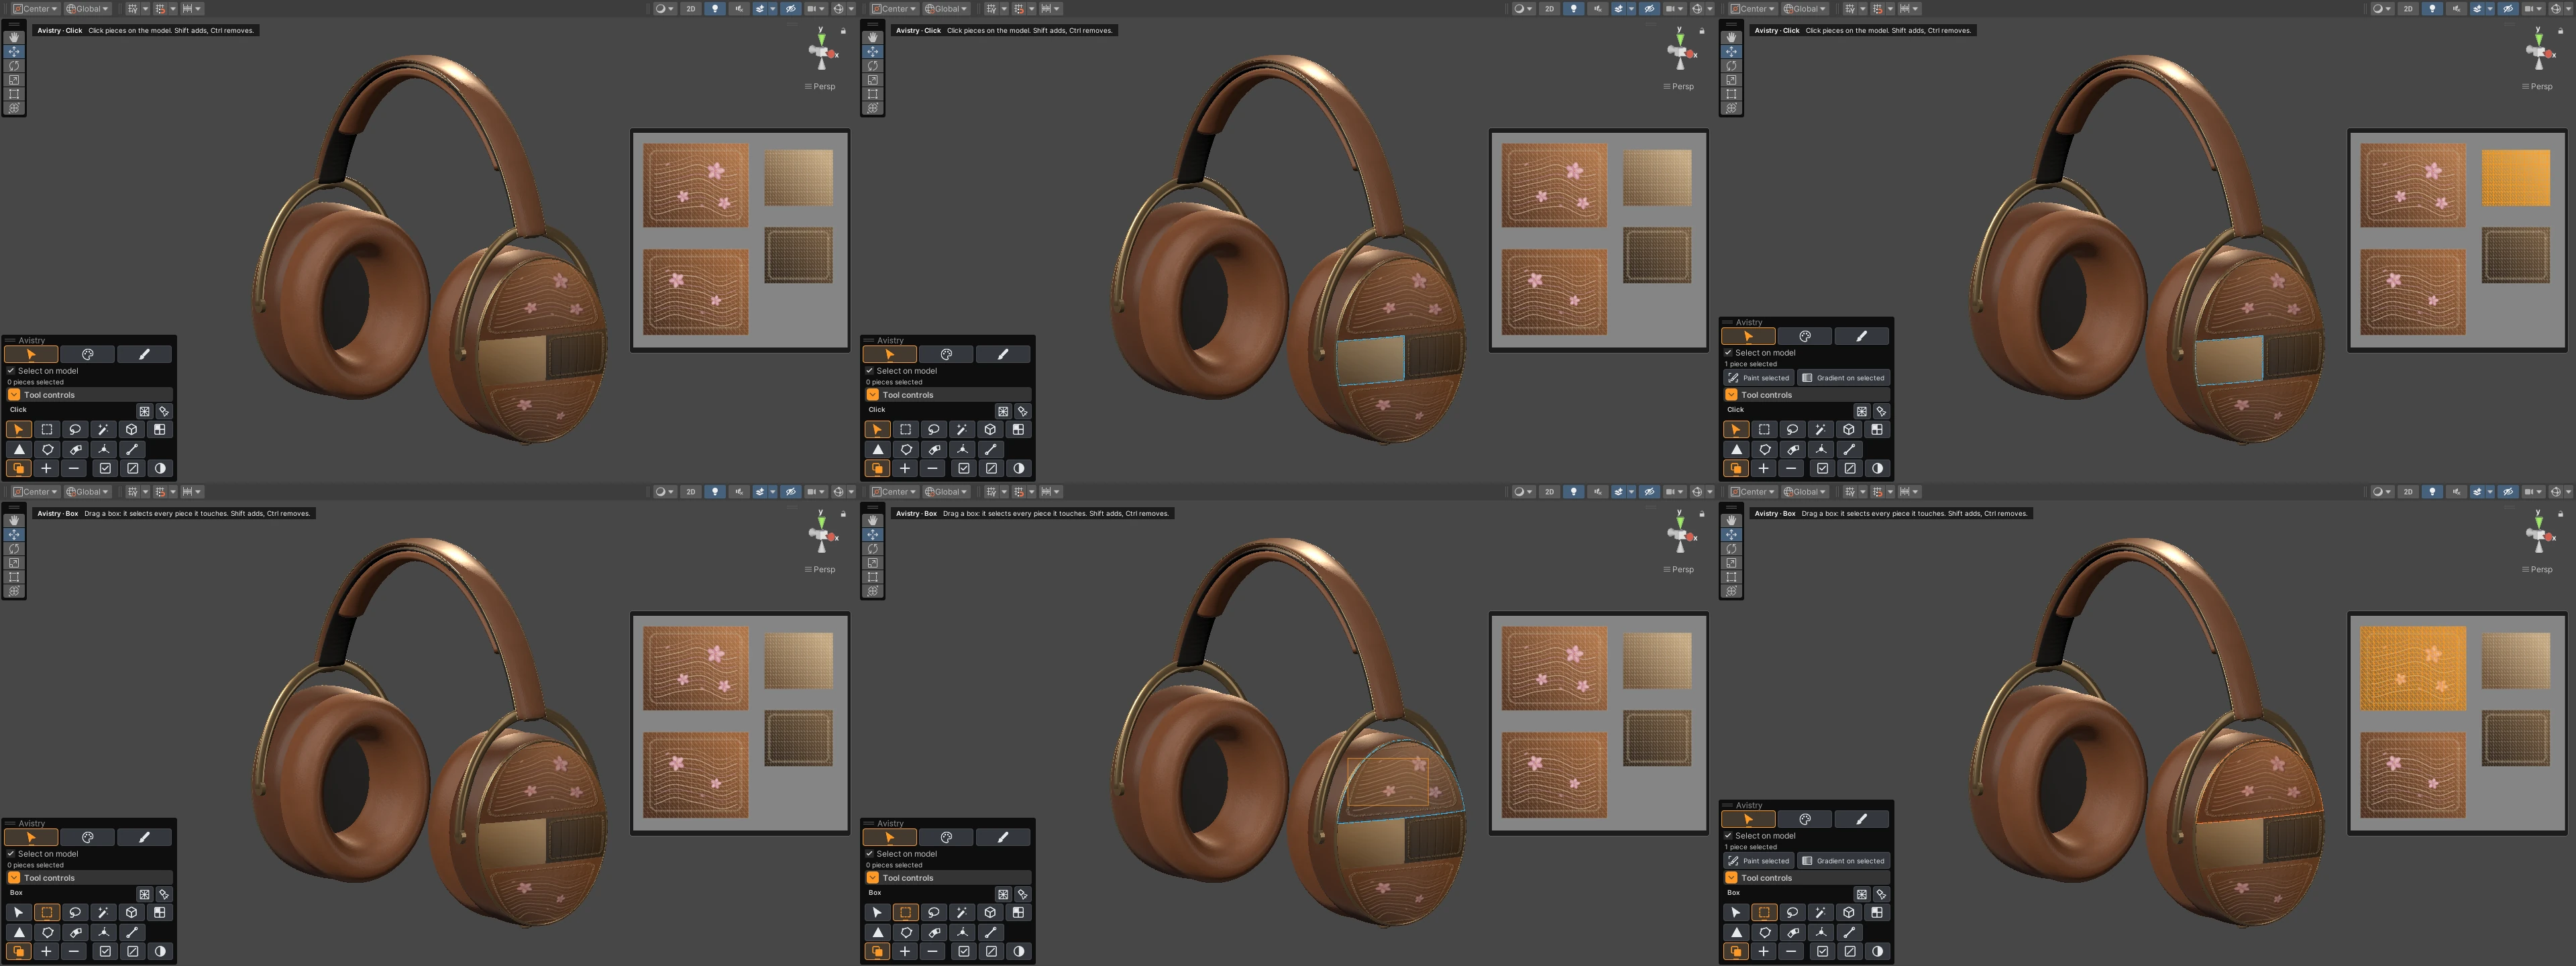 Center Global 2D
Avistry · Click Click pieces on the model. Shift adds, Ctrl removes.
y
x
Persp
Avistry
Select on model
0 pieces selected
Tool controls
Click
Center Global 2D
Avistry · Click Click pieces on the model. Shift adds, Ctrl removes.
y
x
Persp
Avistry
Select on model
0 pieces selected
Tool controls
Click
Center Global 2D
Avistry · Click Click pieces on the model. Shift adds, Ctrl removes.
y
x
Persp
Avistry
Select on model
1 piece selected
Paint selected Gradient on selected
Tool controls
Click
Center Global 2D
Avistry · Box Drag a box: it selects every piece it touches. Shift adds, Ctrl removes.
y
x
Persp
Avistry
Select on model
0 pieces selected
Tool controls
Box
Center Global 2D
Avistry · Box Drag a box: it selects every piece it touches. Shift adds, Ctrl removes.
y
x
Persp
Avistry
Select on model
0 pieces selected
Tool controls
Box
Center Global 2D
Avistry · Box Drag a box: it selects every piece it touches. Shift adds, Ctrl removes.
y
x
Persp
Avistry
Select on model
1 piece selected
Paint selected Gradient on selected
Tool controls
Box